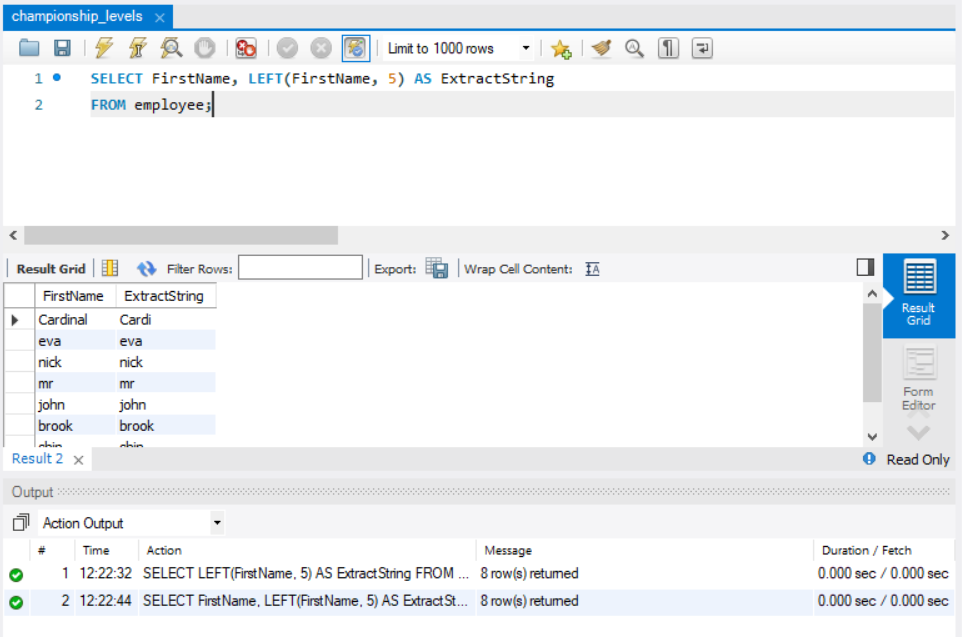 championship_levels
Limit to 1000 rows
1 SELECT FirstName, LEFT(FirstName, 5) AS ExtractString
2 FROM employee;
Result Grid Filter Rows: Export: Wrap Cell Content:
FirstName ExtractString
Cardinal Cardi
eva eva
nick nick
mr mr
john john
brook brook
Result Grid
Form Editor
Result 2 Read Only
Output
Action Output
# Time Action Message Duration / Fetch
1 12:22:32 SELECT LEFT(FirstName, 5) AS ExtractString FROM ... 8 row(s) returned 0.000 sec / 0.000 sec
2 12:22:44 SELECT FirstName, LEFT(FirstName, 5) AS ExtractSt... 8 row(s) returned 0.000 sec / 0.000 sec